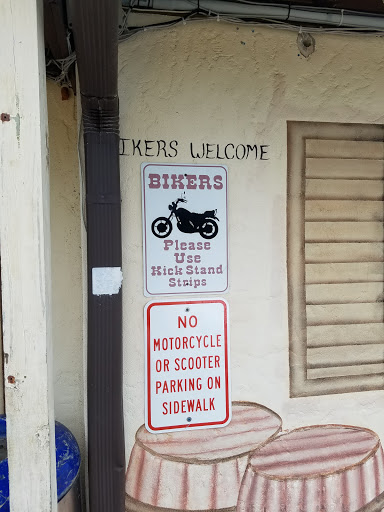 IKERS WELCOME
BIKERS
Please
Use
Kick Stand
Strips
NO
MOTORCYCLE
OR SCOOTER
PARKING ON
SIDEWALK